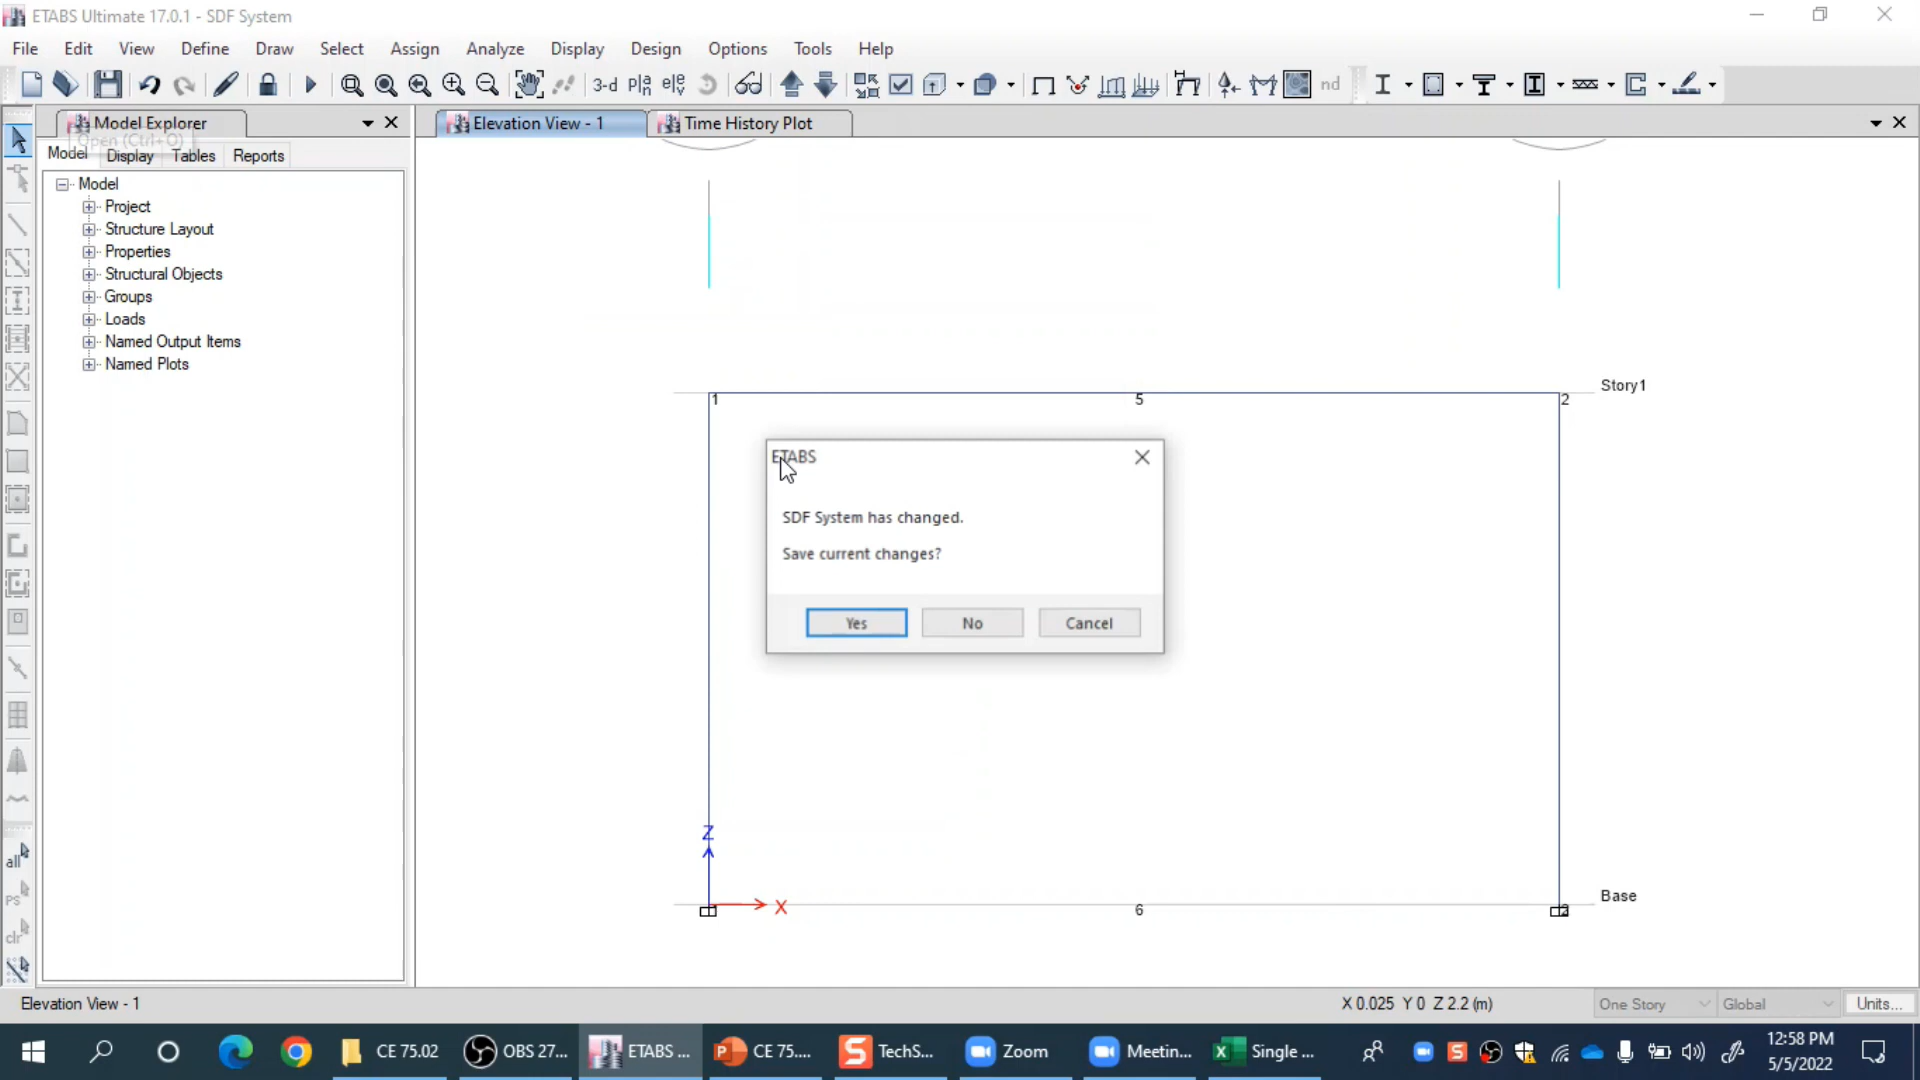 ETABS Ultimate 17.0.1 - SDF System
File Edit View Define Draw Select Assign Analyze Display Design Options Tools Help
3-d nd
Model Explorer
Open (Ctrl+O)
Elevation View - 1
Time History Plot
Model Display Tables Reports
Model
Project
Structure Layout
Properties
Structural Objects
Groups
Loads
Named Output Items
Named Plots
Story1
1 5 2
ETABS
SDF System has changed.
Save current changes?
Yes No Cancel
Z
X
Base
6
all
ps
clr
Elevation View - 1
X 0.025 Y 0 Z 2.2 (m)
One Story
Global
Units...
CE 75.02
OBS 27...
ETABS ...
CE 75....
TechS...
Zoom
Meetin...
Single ...
12:58 PM
5/5/2022